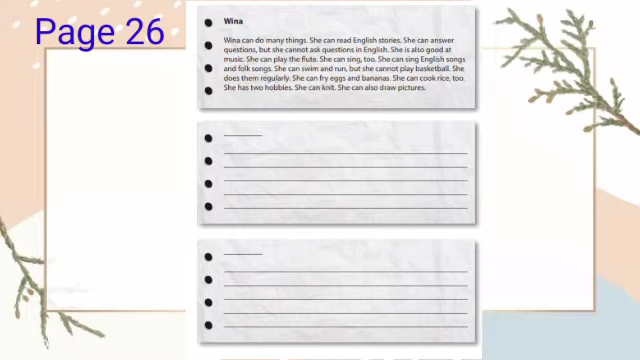 Page 26
Wina
Wina can do many things. She can read English stories. She can answer
questions, but she cannot ask questions in English. She is also good at
music. She can play the flute. She can sing, too. She can sing English songs
and folk songs. She can swim and run, but she cannot play basketball. She
does them regularly. She can fry eggs and bananas. She can cook rice, too.
She has two hobbies. She can knit. She can also draw pictures.